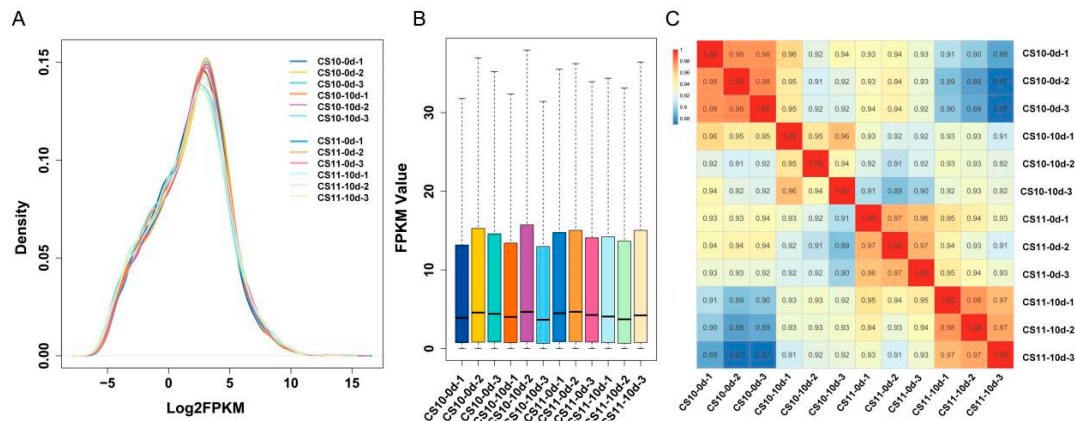 A
B
C
0.15
0.10
0.05
0.00
Density
−5
0
5
10
15
Log2FPKM
CS10-0d-1
CS10-0d-2
CS10-0d-3
CS10-10d-1
CS10-10d-2
CS10-10d-3
CS11-0d-1
CS11-0d-2
CS11-0d-3
CS11-10d-1
CS11-10d-2
CS11-10d-3
30
20
10
0
FPKM Value
CS10-0d-1
CS10-0d-2
CS10-0d-3
CS10-10d-1
CS10-10d-2
CS10-10d-3
CS11-0d-1
CS11-0d-2
CS11-0d-3
CS11-10d-1
CS11-10d-2
CS11-10d-3
1
0.98
0.96
0.94
0.92
0.9
0.88
1.00 0.98 0.98 0.96 0.92 0.94 0.93 0.94 0.93 0.91 0.90 0.88 CS10-0d-1
0.98 1.00 0.98 0.95 0.91 0.92 0.93 0.94 0.92 0.89 0.88 0.87 CS10-0d-2
0.98 0.98 1.00 0.95 0.92 0.92 0.94 0.94 0.93 0.90 0.89 0.87 CS10-0d-3
0.96 0.95 0.95 1.00 0.95 0.96 0.93 0.92 0.92 0.93 0.93 0.91 CS10-10d-1
0.92 0.91 0.92 0.95 1.00 0.94 0.92 0.91 0.92 0.93 0.93 0.92 CS10-10d-2
0.94 0.92 0.92 0.96 0.94 1.00 0.91 0.89 0.90 0.92 0.93 0.92 CS10-10d-3
0.93 0.93 0.94 0.93 0.92 0.91 1.00 0.97 0.96 0.95 0.94 0.93 CS11-0d-1
0.94 0.94 0.94 0.92 0.91 0.89 0.97 1.00 0.97 0.94 0.93 0.91 CS11-0d-2
0.93 0.92 0.93 0.92 0.92 0.90 0.96 0.97 1.00 0.95 0.94 0.93 CS11-0d-3
0.91 0.89 0.90 0.93 0.93 0.92 0.95 0.94 0.95 1.00 0.98 0.97 CS11-10d-1
0.90 0.88 0.89 0.93 0.93 0.93 0.94 0.93 0.94 0.98 1.00 0.97 CS11-10d-2
0.88 0.87 0.87 0.91 0.92 0.92 0.93 0.91 0.93 0.97 0.97 1.00 CS11-10d-3
CS10-0d-1
CS10-0d-2
CS10-0d-3
CS10-10d-1
CS10-10d-2
CS10-10d-3
CS11-0d-1
CS11-0d-2
CS11-0d-3
CS11-10d-1
CS11-10d-2
CS11-10d-3